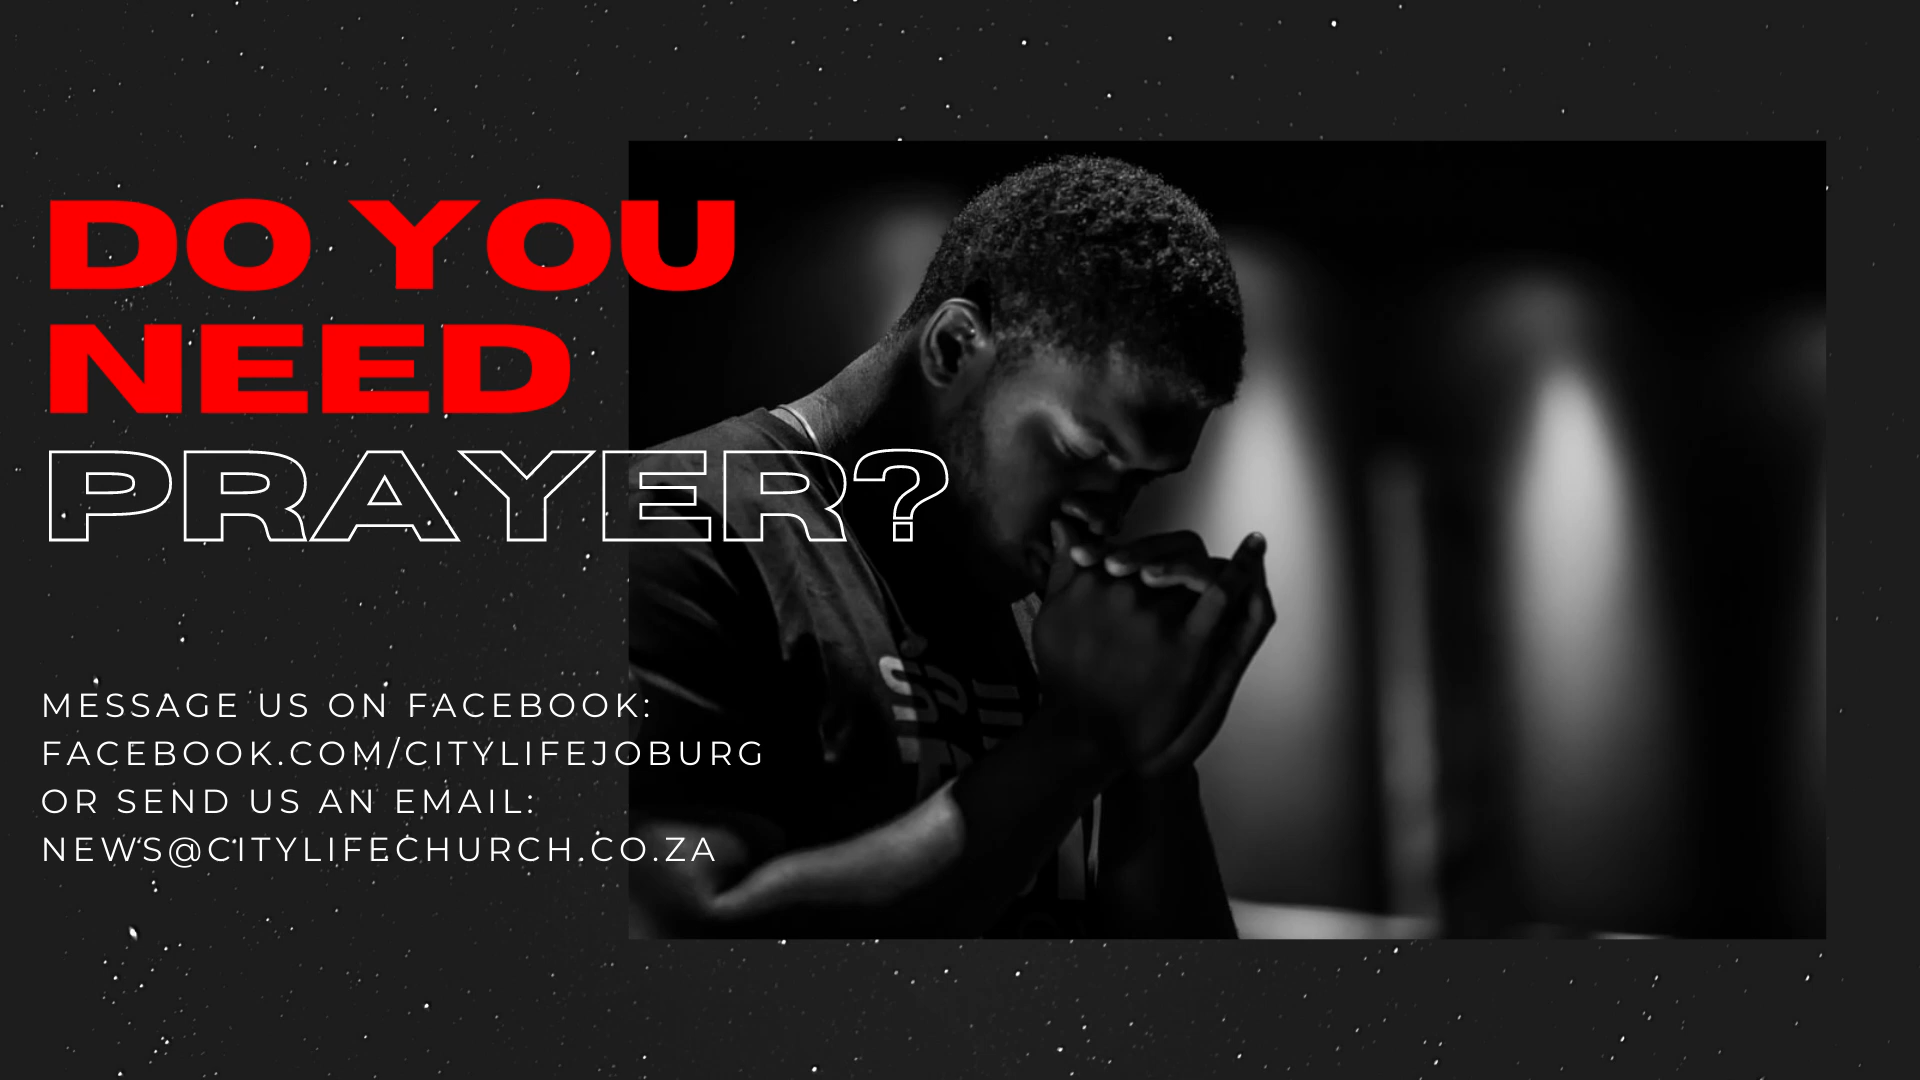 DO YOU
NEED
PRAYER?
MESSAGE US ON FACEBOOK:
FACEBOOK.COM/CITYLIFEJOBURG
OR SEND US AN EMAIL:
NEWS@CITYLIFECHURCH.CO.ZA